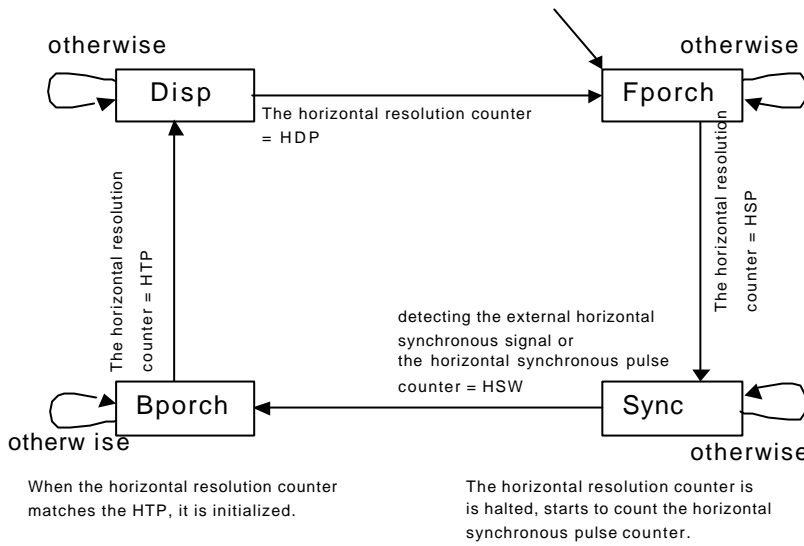 otherwise
otherwise
Disp
Fporch
The horizontal resolution counter
= HDP
The horizontal resolution
counter = HTP
The horizontal resolution
counter = HSP
detecting the external horizontal
synchronous signal or
the horizontal synchronous pulse
counter = HSW
Bporch
Sync
otherw ise
otherwise
When the horizontal resolution counter
matches the HTP, it is initialized.
The horizontal resolution counter is
is halted, starts to count the horizontal
synchronous pulse counter.